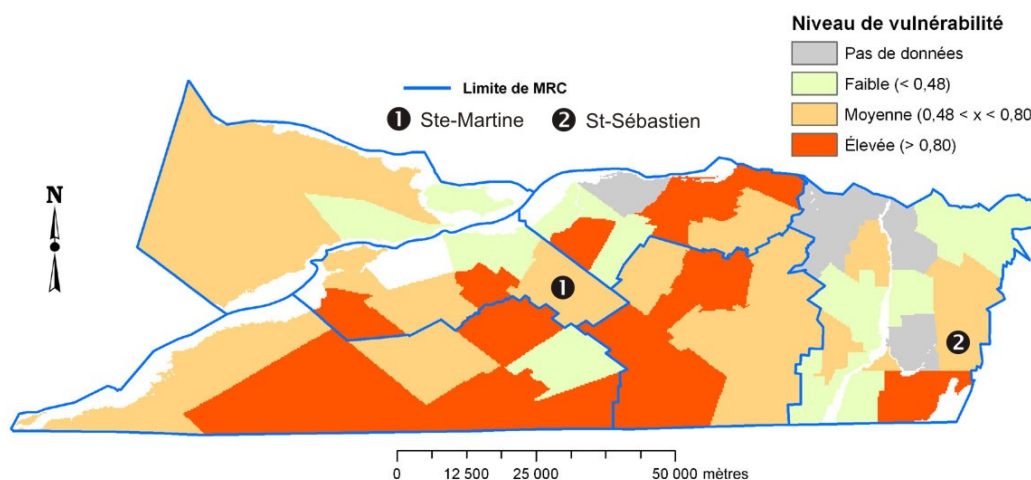 Niveau de vulnérabilité
Pas de données
Faible (< 0,48)
Moyenne (0,48 < x < 0,80
Élevée (> 0,80)
Limite de MRC
1 Ste-Martine 2 St-Sébastien
N
1
2
0 12 500 25 000 50 000 mètres